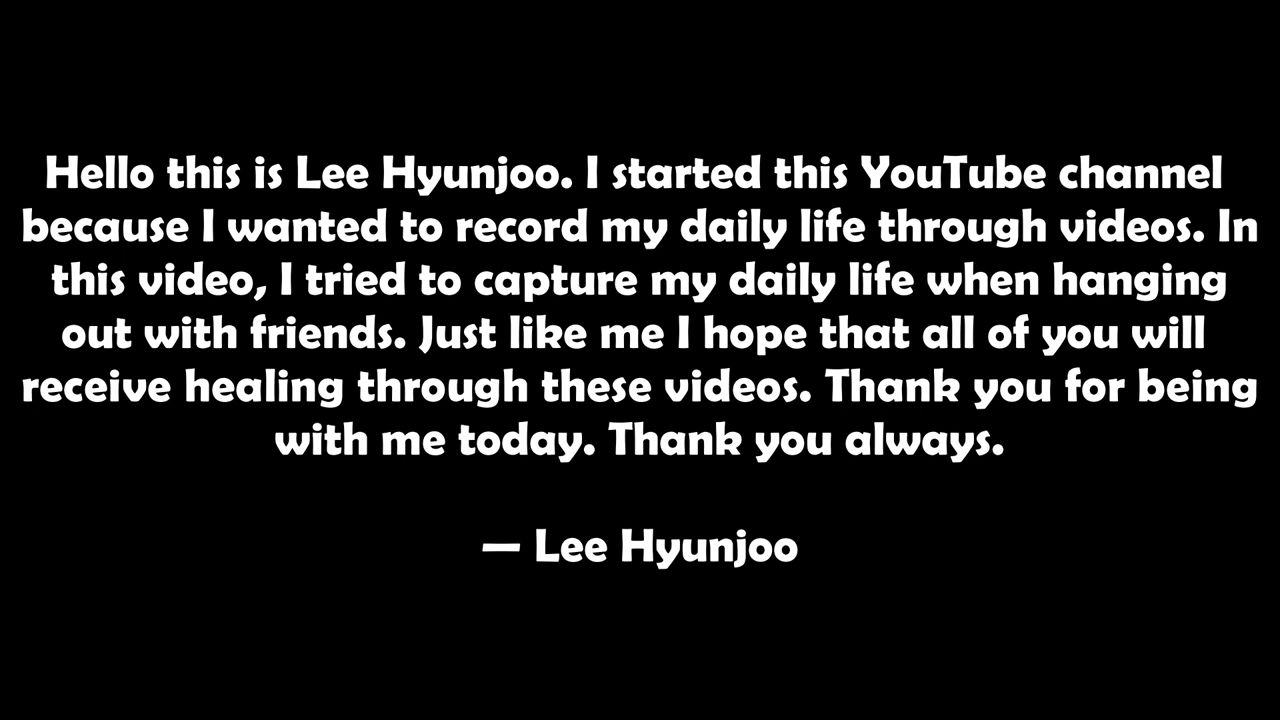 Hello this is Lee Hyunjoo. I started this YouTube channel
because I wanted to record my daily life through videos. In
this video, I tried to capture my daily life when hanging
out with friends. Just like me I hope that all of you will
receive healing through these videos. Thank you for being
with me today. Thank you always.
— Lee Hyunjoo